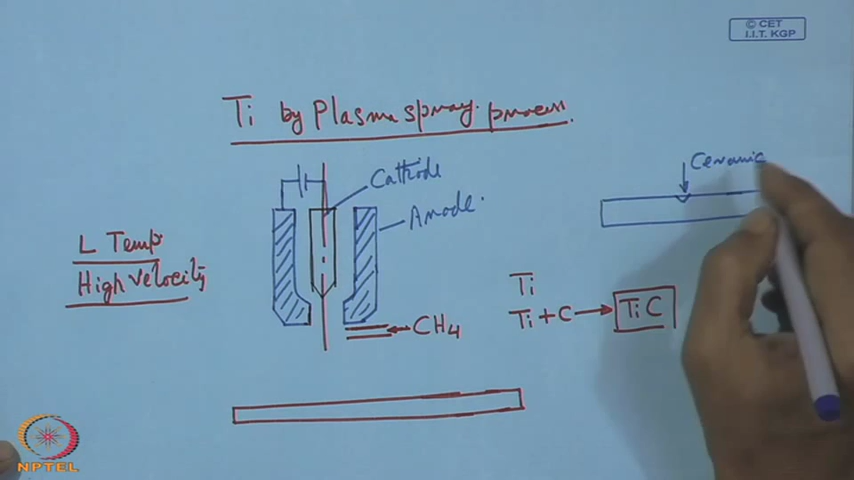 © CET
I.I.T. KGP
Ti by Plasma spray process.
Cathode
Anode.
L Temp
High Velocity
CH4
Ceramic
Ti
Ti + C → TiC
NPTEL